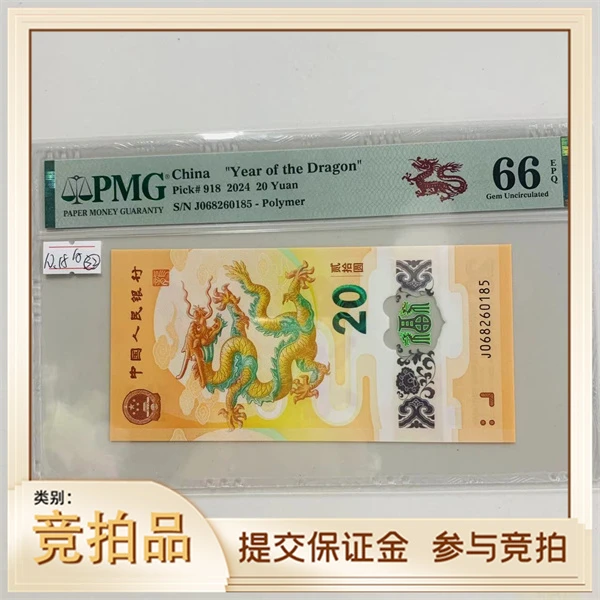 PMG
PAPER MONEY GUARANTY
China "Year of the Dragon"
Pick# 918 2024 20 Yuan
S/N J068260185 - Polymer
66
EPQ
Gem Uncirculated
中国人民银行
贰拾圆
20
J068260185
类别：
竞拍品
提交保证金 参与竞拍